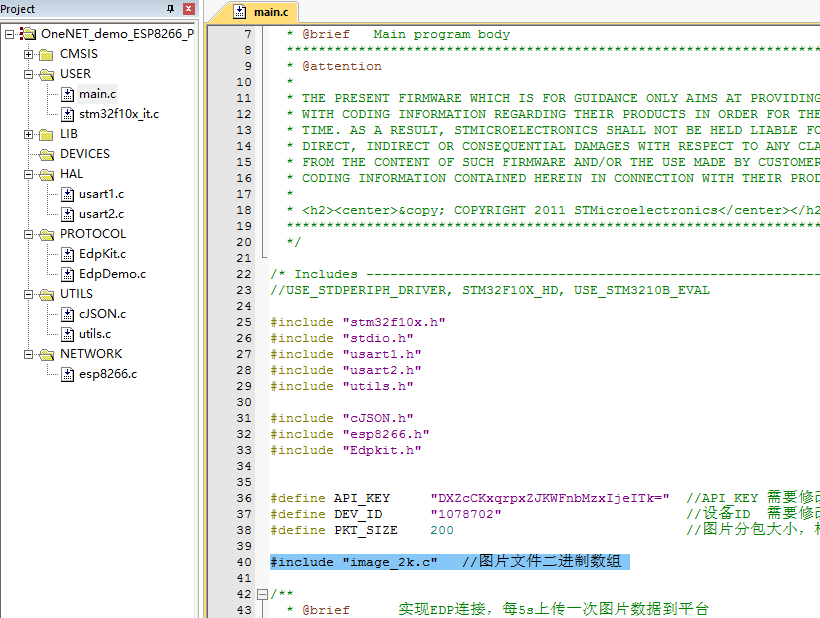 Project
OneNET_demo_ESP8266_P
CMSIS
USER
main.c
stm32f10x_it.c
LIB
DEVICES
HAL
usart1.c
usart2.c
PROTOCOL
EdpKit.c
EdpDemo.c
UTILS
cJSON.c
utils.c
NETWORK
esp8266.c
main.c
7 * @brief Main program body
8 ******************************************************************
9 * @attention
10 *
11 * THE PRESENT FIRMWARE WHICH IS FOR GUIDANCE ONLY AIMS AT PROVIDING
12 * WITH CODING INFORMATION REGARDING THEIR PRODUCTS IN ORDER FOR THE
13 * TIME. AS A RESULT, STMICROELECTRONICS SHALL NOT BE HELD LIABLE FO
14 * DIRECT, INDIRECT OR CONSEQUENTIAL DAMAGES WITH RESPECT TO ANY CLA
15 * FROM THE CONTENT OF SUCH FIRMWARE AND/OR THE USE MADE BY CUSTOMER
16 * CODING INFORMATION CONTAINED HEREIN IN CONNECTION WITH THEIR PROD
17 *
18 * <h2><center>&copy; COPYRIGHT 2011 STMicroelectronics</center></h2
19 ******************************************************************
20 */
21
22 /* Includes ---------------------------------------------------------
23 //USE_STDPERIPH_DRIVER, STM32F10X_HD, USE_STM3210B_EVAL
24
25 #include "stm32f10x.h"
26 #include "stdio.h"
27 #include "usart1.h"
28 #include "usart2.h"
29 #include "utils.h"
30
31 #include "cJSON.h"
32 #include "esp8266.h"
33 #include "Edpkit.h"
34
35
36 #define API_KEY "DXZcCKxqrpxZJKWFnbMzxIjeITk=" //API_KEY 需要修改
37 #define DEV_ID "1078702" //设备ID 需要修改
38 #define PKT_SIZE 200 //图片分包大小，
39
40 #include "image_2k.c" //图片文件二进制数组
41
42 /**
43 * @brief 实现EDP连接，每5s上传一次图片数据到平台